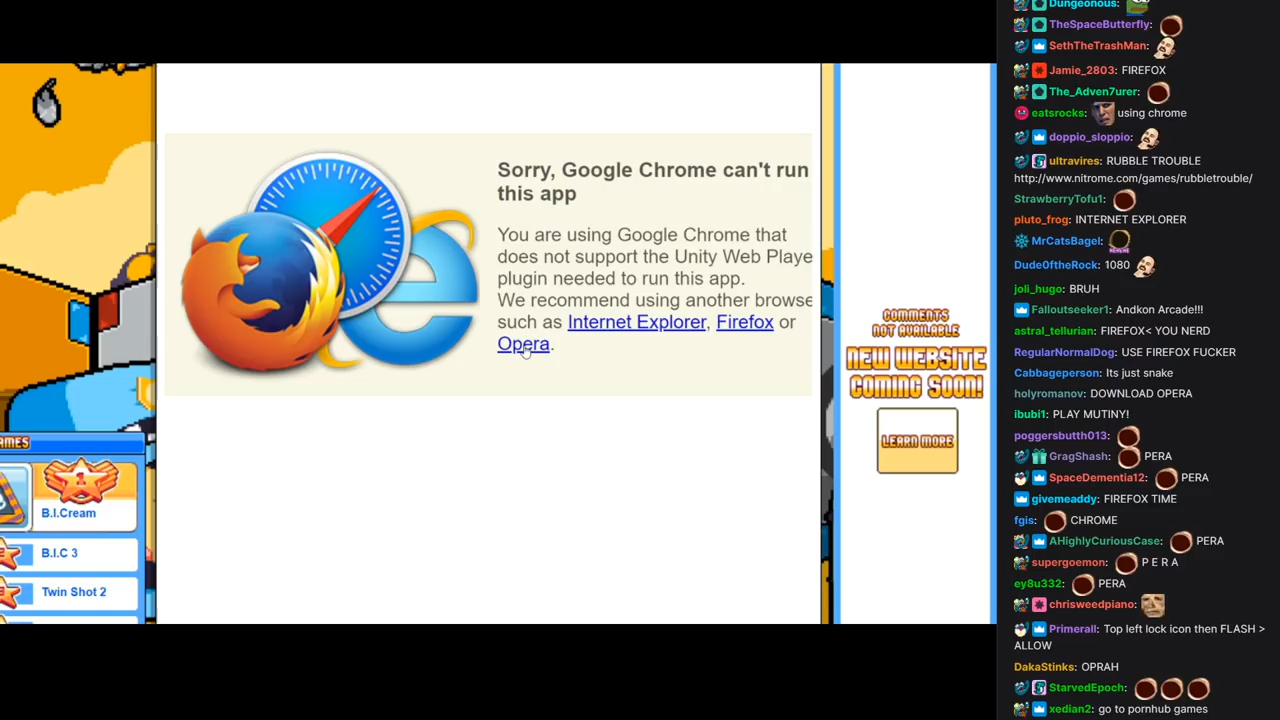 Sorry, Google Chrome can't run
this app
You are using Google Chrome that
does not support the Unity Web Playe
plugin needed to run this app.
We recommend using another browse
such as Internet Explorer, Firefox or
Opera.
AMES
1
B.I.Cream
B.I.C 3
Twin Shot 2
COMMENTS
NOT AVAILABLE
NEW WEBSITE
COMING SOON!
LEARN MORE
Dungeonous:
TheSpaceButterfly:
SethTheTrashMan:
Jamie_2803: FIREFOX
The_Adven7urer:
eatsrocks: using chrome
doppio_sloppio:
ultravires: RUBBLE TROUBLE
http://www.nitrome.com/games/rubbletrouble/
StrawberryTofu1:
pluto_frog: INTERNET EXPLORER
MrCatsBagel:
Dude0ftheRock: 1080
joli_hugo: BRUH
Falloutseeker1: Andkon Arcade!!!
astral_tellurian: FIREFOX< YOU NERD
RegularNormalDog: USE FIREFOX FUCKER
Cabbageperson: Its just snake
holyromanov: DOWNLOAD OPERA
ibubi1: PLAY MUTINY!
poggersbutth013:
GragShash: PERA
SpaceDementia12: PERA
givemeaddy: FIREFOX TIME
fgis: CHROME
AHighlyCuriousCase: PERA
supergoemon: P E R A
ey8u332: PERA
chrisweedpiano:
Primerall: Top left lock icon then FLASH >
ALLOW
DakaStinks: OPRAH
StarvedEpoch:
xedian2: go to pornhub games